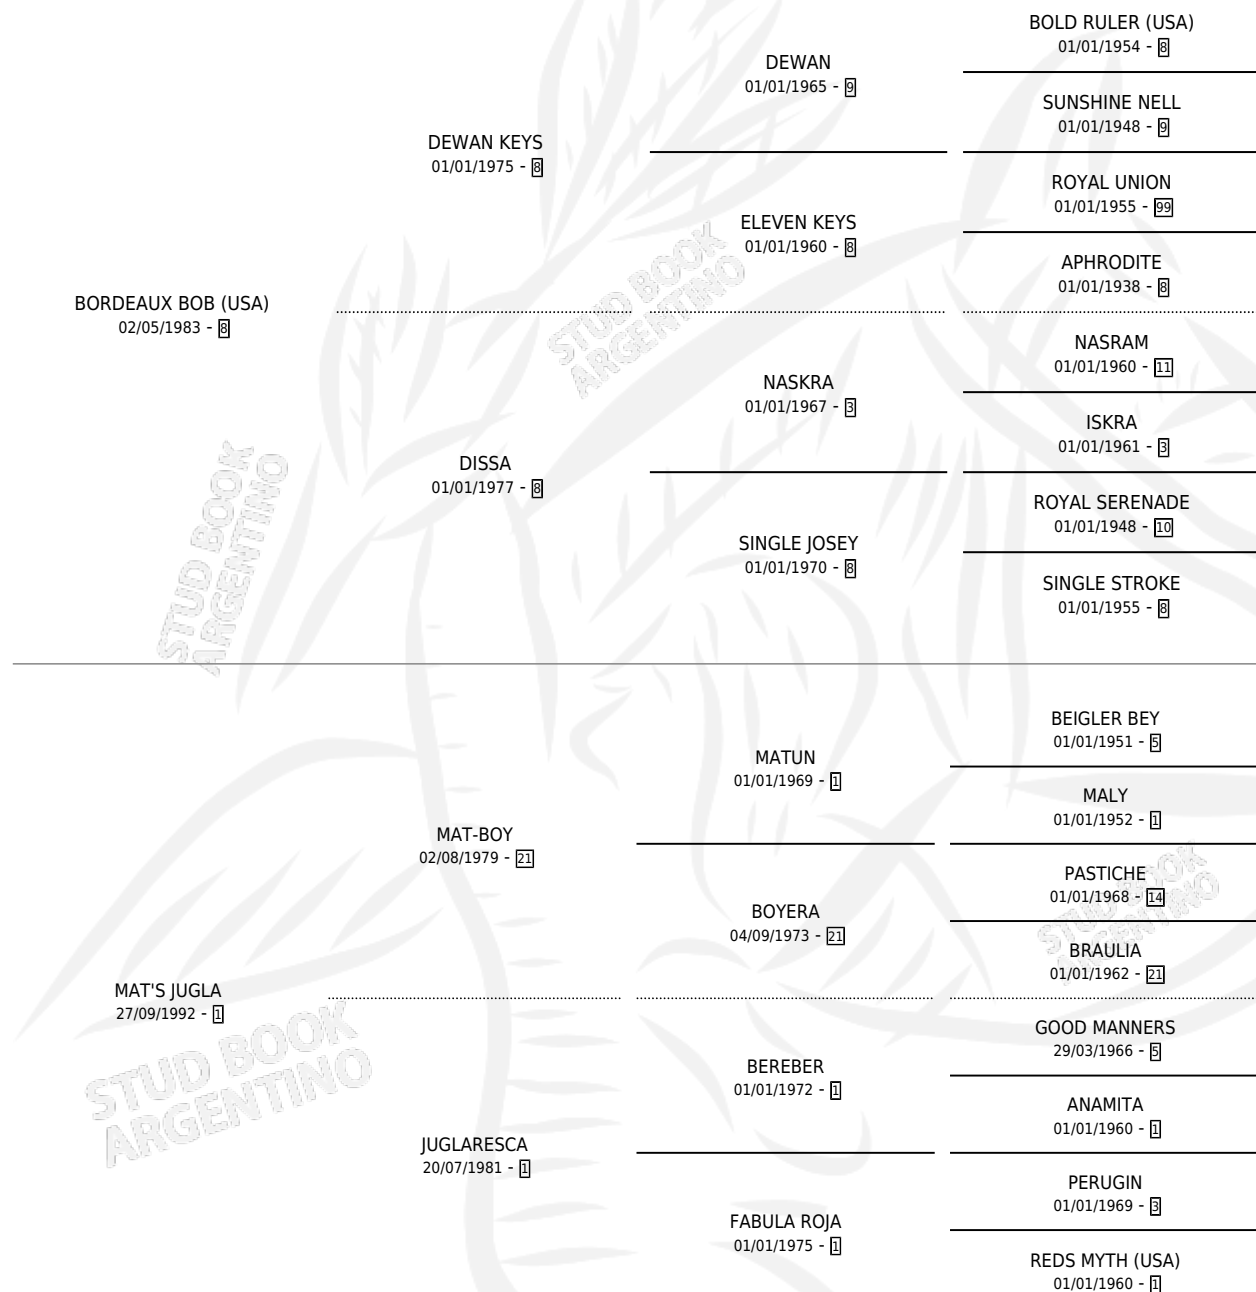 BOLD RULER (USA)
01/01/1954 - 8
DEWAN
01/01/1965 - 9
SUNSHINE NELL
01/01/1948 - 9
DEWAN KEYS
01/01/1975 - 8
ROYAL UNION
01/01/1955 - 99
ELEVEN KEYS
01/01/1960 - 8
APHRODITE
01/01/1938 - 8
BORDEAUX BOB (USA)
02/05/1983 - 8
STUD BOOK
ARGENTINO
NASRAM
01/01/1960 - 11
NASKRA
01/01/1967 - 3
ISKRA
01/01/1961 - 3
DISSA
01/01/1977 - 8
ROYAL SERENADE
01/01/1948 - 10
SINGLE JOSEY
01/01/1970 - 8
SINGLE STROKE
01/01/1955 - 8
STUD BOOK
ARGENTINO
BEIGLER BEY
01/01/1951 - 5
MATUN
01/01/1969 - 1
MALY
01/01/1952 - 1
MAT-BOY
02/08/1979 - 21
PASTICHE
01/01/1968 - 14
BOYERA
04/09/1973 - 21
STUD BOOK
ARGENTINO
BRAULIA
01/01/1962 - 21
MAT'S JUGLA
27/09/1992 - 1
GOOD MANNERS
29/03/1966 - 5
BEREBER
01/01/1972 - 1
STUD BOOK
ARGENTINO
ANAMITA
01/01/1960 - 1
JUGLARESCA
20/07/1981 - 1
PERUGIN
01/01/1969 - 3
FABULA ROJA
01/01/1975 - 1
REDS MYTH (USA)
01/01/1960 - 1